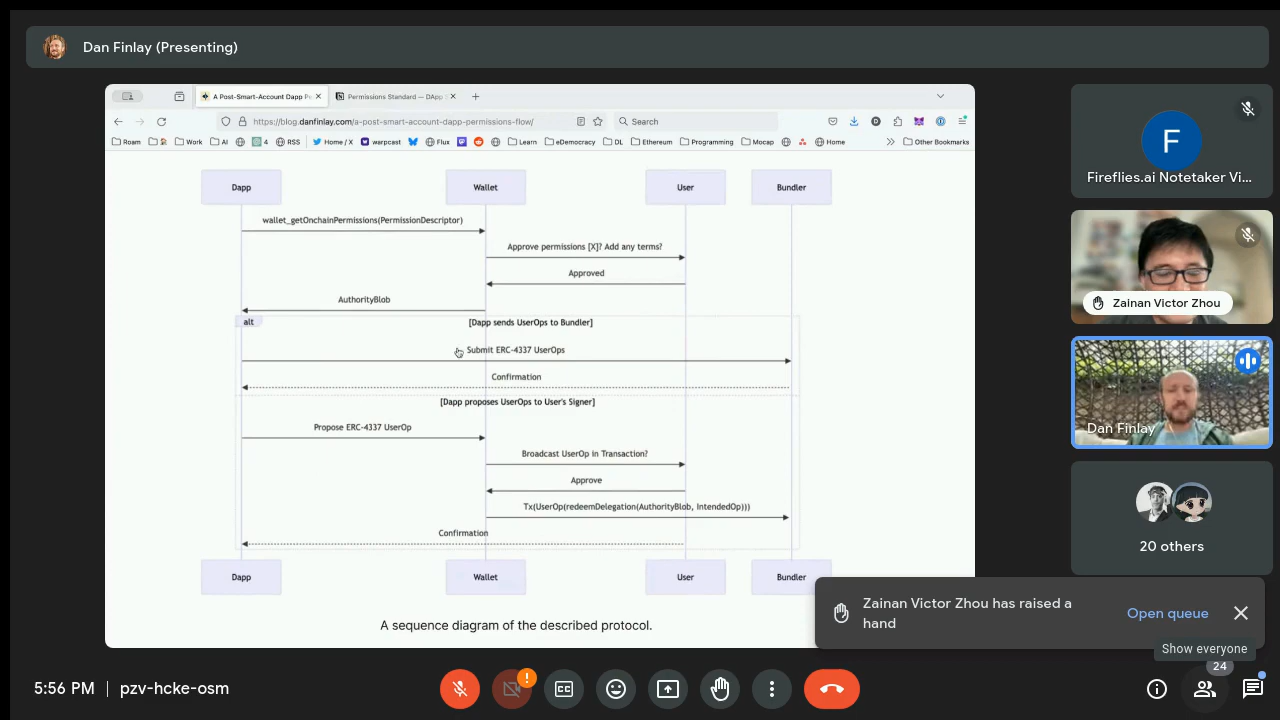 Dan Finlay (Presenting)
A Post-Smart-Account Dapp Pe
Permissions Standard — DApp
https://blog.danfinlay.com/a-post-smart-account-dapp-permissions-flow/
Search
Roam
Work
AI
4
RSS
Home / X
warpcast
Flux
Learn
eDemocracy
DL
Ethereum
Programming
Mocap
Home
Other Bookmarks
Dapp
Wallet
User
Bundler
wallet_getOnchainPermissions(PermissionDescriptor)
Approve permissions [X]? Add any terms?
Approved
AuthorityBlob
alt
[Dapp sends UserOps to Bundler]
Submit ERC-4337 UserOps
Confirmation
[Dapp proposes UserOps to User's Signer]
Propose ERC-4337 UserOp
Broadcast UserOp in Transaction?
Approve
Tx(UserOp(redeemDelegation(AuthorityBlob, IntendedOp)))
Confirmation
Dapp
Wallet
User
Bundler
A sequence diagram of the described protocol.
F
Fireflies.ai Notetaker Vi...
Zainan Victor Zhou
Dan Finlay
20 others
Zainan Victor Zhou has raised a
hand
Open queue
Show everyone
24
5:56 PM
pzv-hcke-osm
CC